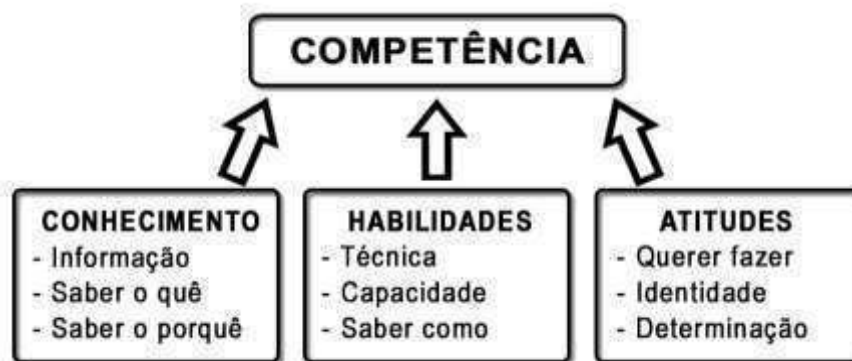 COMPETÊNCIA
CONHECIMENTO
- Informação
- Saber o quê
- Saber o porquê
HABILIDADES
- Técnica
- Capacidade
- Saber como
ATITUDES
- Querer fazer
- Identidade
- Determinação